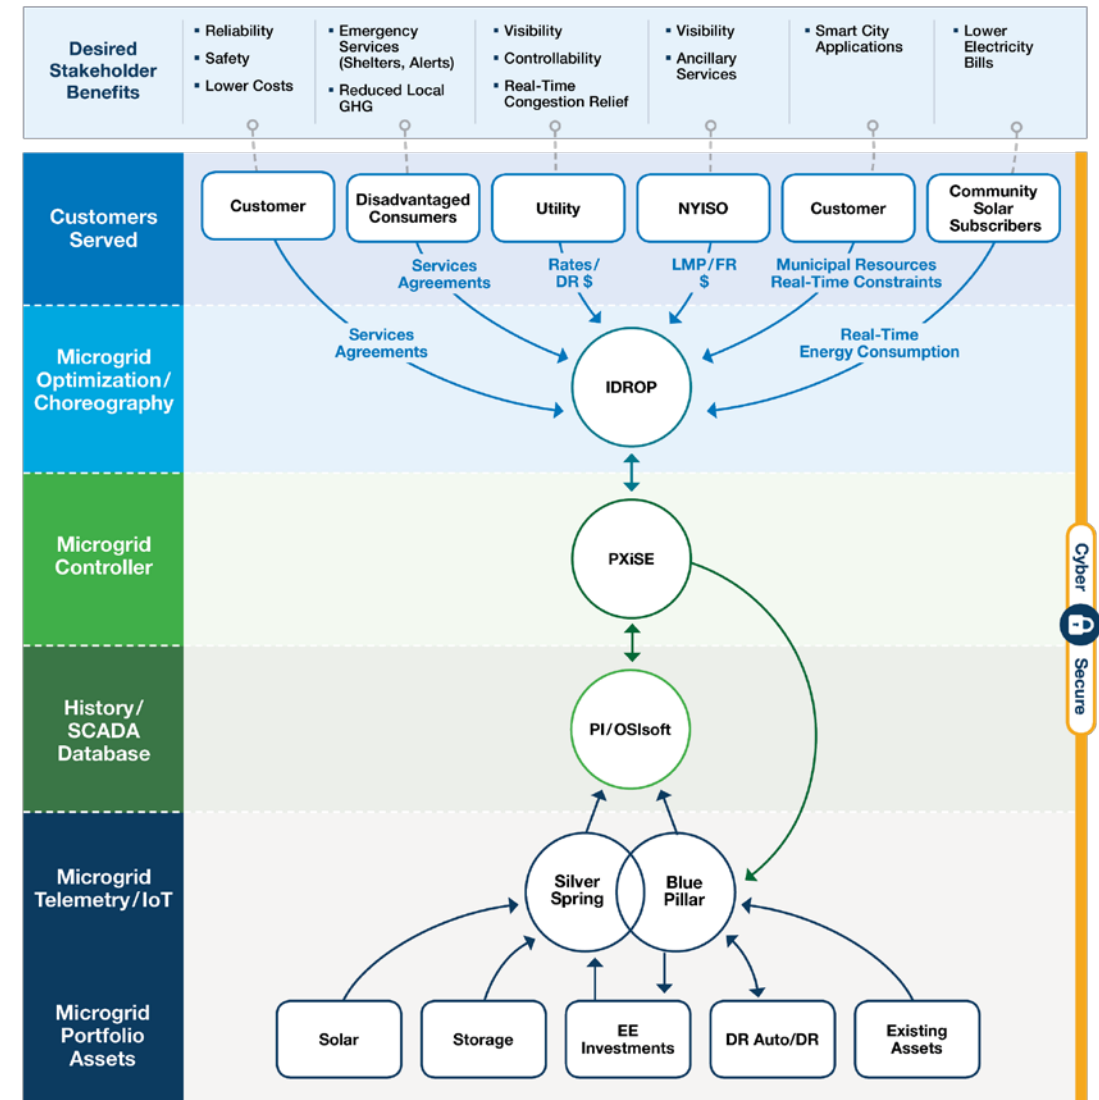 Desired
Stakeholder
Benefits
▪ Reliability
▪ Safety
▪ Lower Costs
▪ Emergency
Services
(Shelters, Alerts)
▪ Reduced Local
GHG
▪ Visibility
▪ Controllability
▪ Real-Time
Congestion Relief
▪ Visibility
▪ Ancillary
Services
▪ Smart City
Applications
▪ Lower
Electricity
Bills
Customers
Served
Customer
Disadvantaged
Consumers
Utility
NYISO
Customer
Community
Solar
Subscribers
Services
Agreements
Rates/
DR $
LMP/FR
$
Municipal Resources
Real-Time Constraints
Microgrid
Optimization/
Choreography
Services
Agreements
Real-Time
Energy Consumption
IDROP
Microgrid
Controller
PXiSE
Cyber
Secure
History/
SCADA
Database
PI/OSIsoft
Microgrid
Telemetry/IoT
Silver
Spring
Blue
Pillar
Microgrid
Portfolio
Assets
Solar
Storage
EE
Investments
DR Auto/DR
Existing
Assets